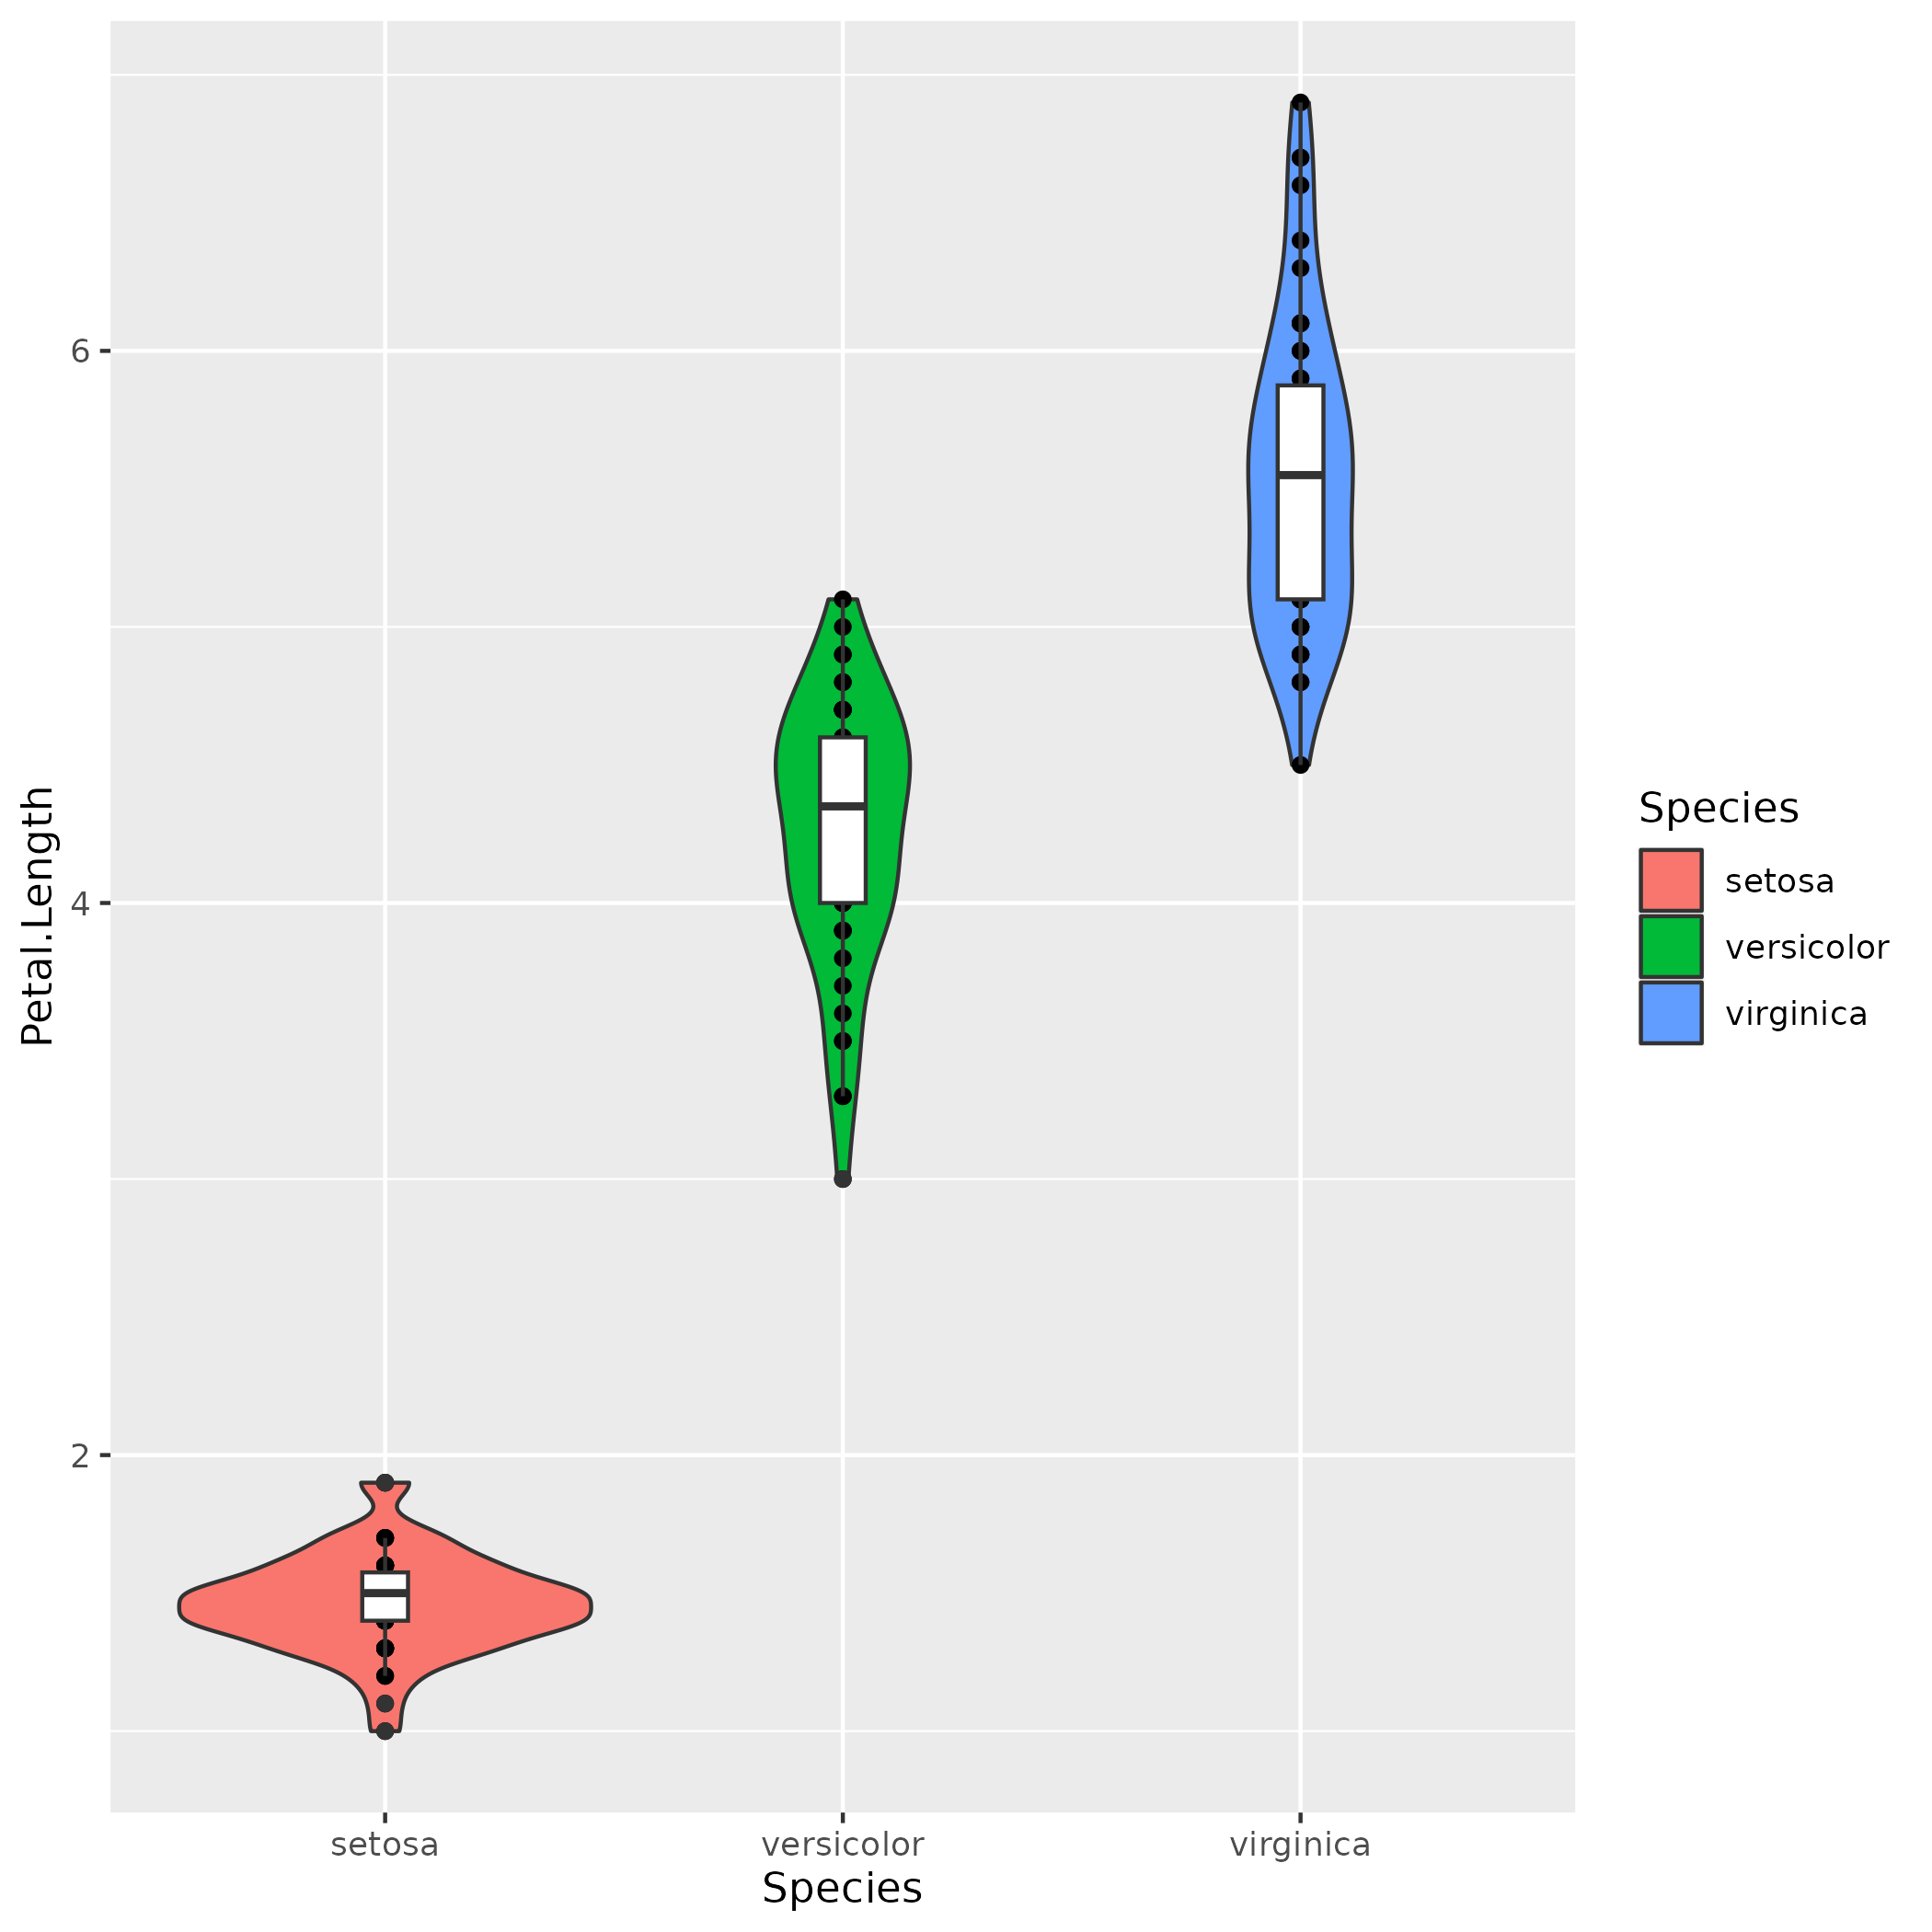 Petal.Length
6
4
2
setosa
versicolor
virginica
Species
Species
setosa
versicolor
virginica